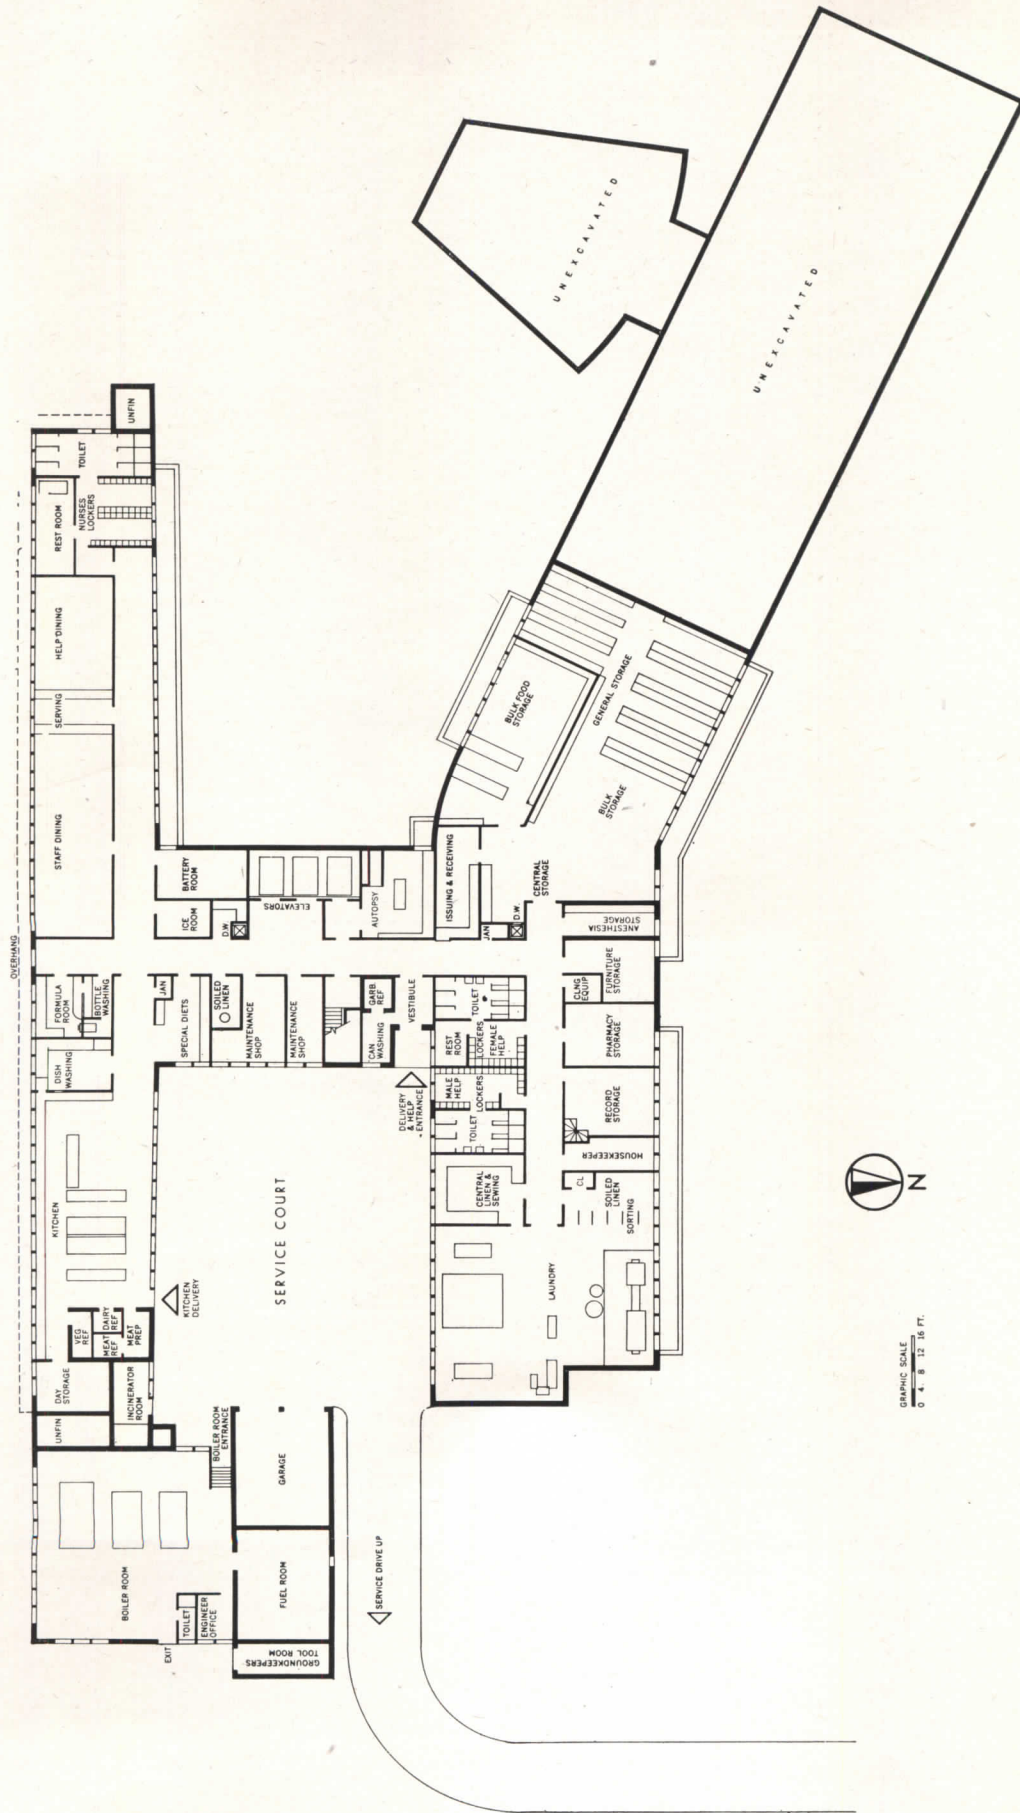 OVERHANG
UNFIN
TOILET
REST ROOM
NURSES
LOCKERS
HELP DINING
SERVING
STAFF DINING
BATTERY
ROOM
ICE
ROOM
D.W.
ELEVATORS
AUTOPSY
FORMULA
ROOM
BOTTLE
WASHING
JAN
SPECIAL DIETS
SOILED
LINEN
MAINTENANCE
SHOP
MAINTENANCE
SHOP
CAN
WASHING
GARB.
REF
VESTIBULE
DISH
WASHING
KITCHEN
VEG
REF
DAIRY
REF
MEAT
REF
MEAT
PREP
KITCHEN
DELIVERY
DAY
STORAGE
INCINERATOR
ROOM
UNFIN
BOILER ROOM
ENTRANCE
BOILER ROOM
TOILET
ENGINEER
OFFICE
EXIT
GARAGE
FUEL ROOM
GROUNDKEEPERS
TOOL ROOM
SERVICE COURT
DELIVERY
& HELP
ENTRANCE
SERVICE DRIVE UP
UNEXCAVATED
UNEXCAVATED
BULK FOOD
STORAGE
GENERAL STORAGE
BULK
STORAGE
ISSUING & RECEIVING
CENTRAL
STORAGE
JAN
D.W.
ANESTHESIA
STORAGE
FURNITURE
STORAGE
CLNG
EQUIP
PHARMACY
STORAGE
RECORD
STORAGE
HOUSEKEEPER
TOILET
REST
ROOM
LOCKERS
FEMALE
HELP
MALE
HELP
LOCKERS
TOILET
CENTRAL
LINEN &
SEWING
CL
SOILED
LINEN
SORTING
LAUNDRY
N
GRAPHIC SCALE
0 4 8 12 16 FT.